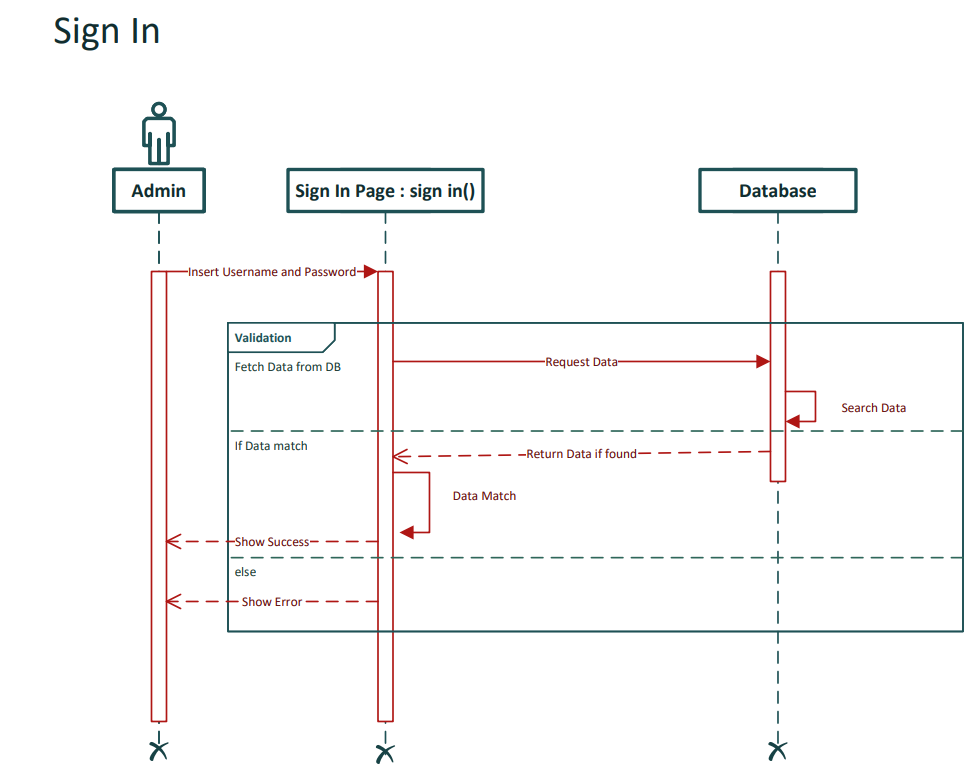 Sign In
Admin
Sign In Page : sign in()
Database
Insert Username and Password
Validation
Fetch Data from DB
Request Data
Search Data
If Data match
Return Data if found
Data Match
Show Success
else
Show Error